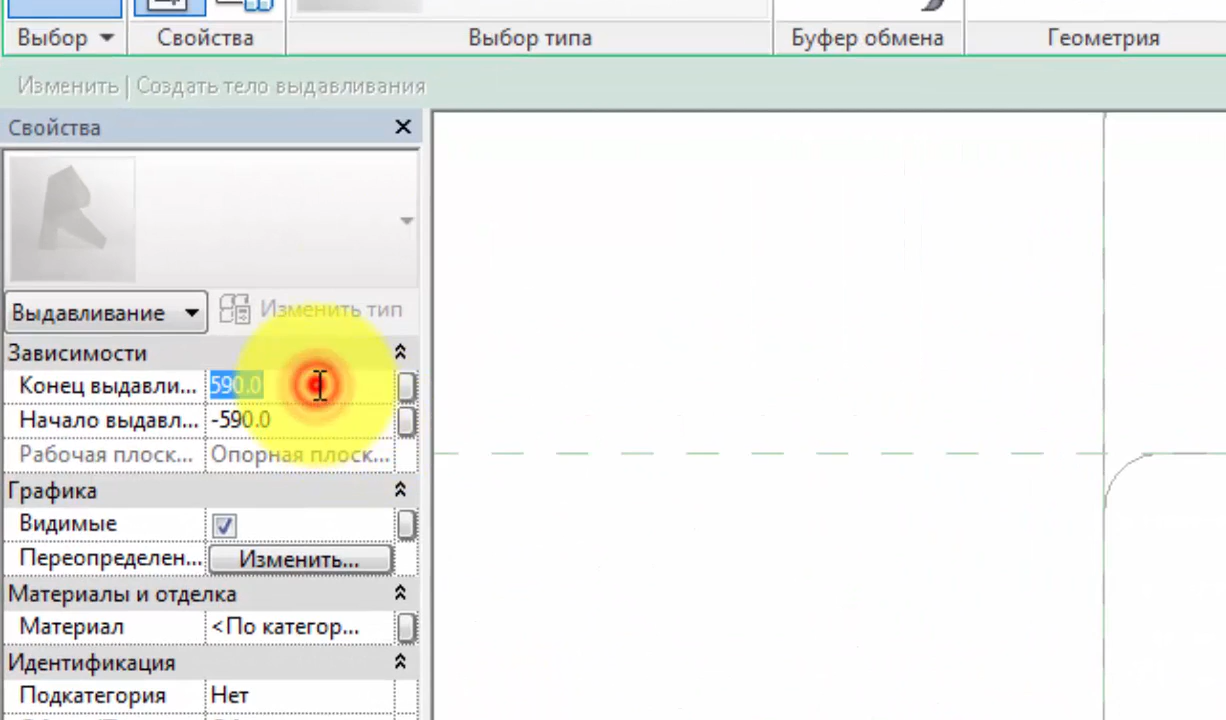 Выбор
Свойства
Выбор типа
Буфер обмена
Геометрия
Изменить | Создать тело выдавливания
Свойства
Выдавливание
Изменить тип
Зависимости
Конец выдавли... 590.0
Начало выдавл... -590.0
Рабочая плоск... Опорная плоск...
Графика
Видимые
Переопределен... Изменить...
Материалы и отделка
Материал <По категор...
Идентификация
Подкатегория Нет